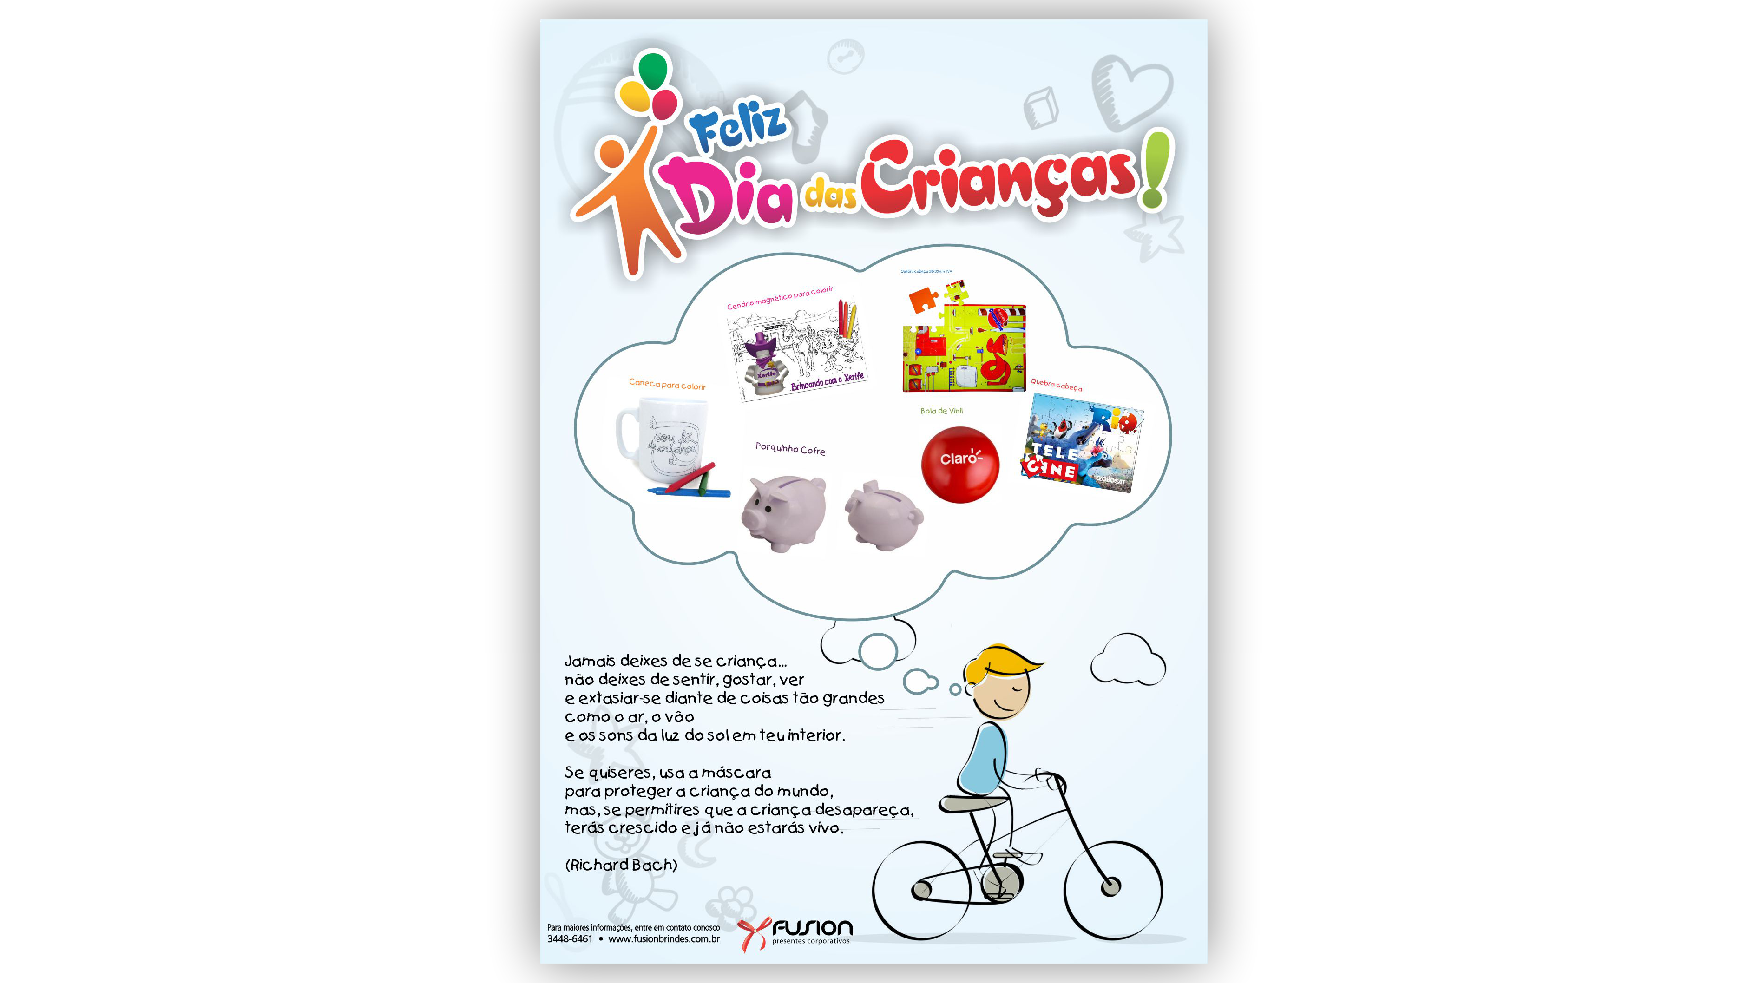 Feliz
Dia das Crianças!
Cenário magnético para colorir
Brincando com o Xerife
Xerife
Caneca para colorir
Quebra cabeça
RIO
TELE
CINE
Bola de Vinil
Claro
Porquinho Cofre
Jamais deixes de se criança...
não deixes de sentir, gostar, ver
e extasiar-se diante de coisas tão grandes
como o ar, o vão
e os sons da luz do sol em teu interior.
Se quiseres, usa a máscara
para proteger a criança do mundo,
mas, se permitires que a criança desapareça,
terás crescido e já não estarás vivo.
(Richard Bach)
Para maiores informações, entre em contato conosco
3448-6461 • www.fusionbrindes.com.br
FUSION
presentes corporativos